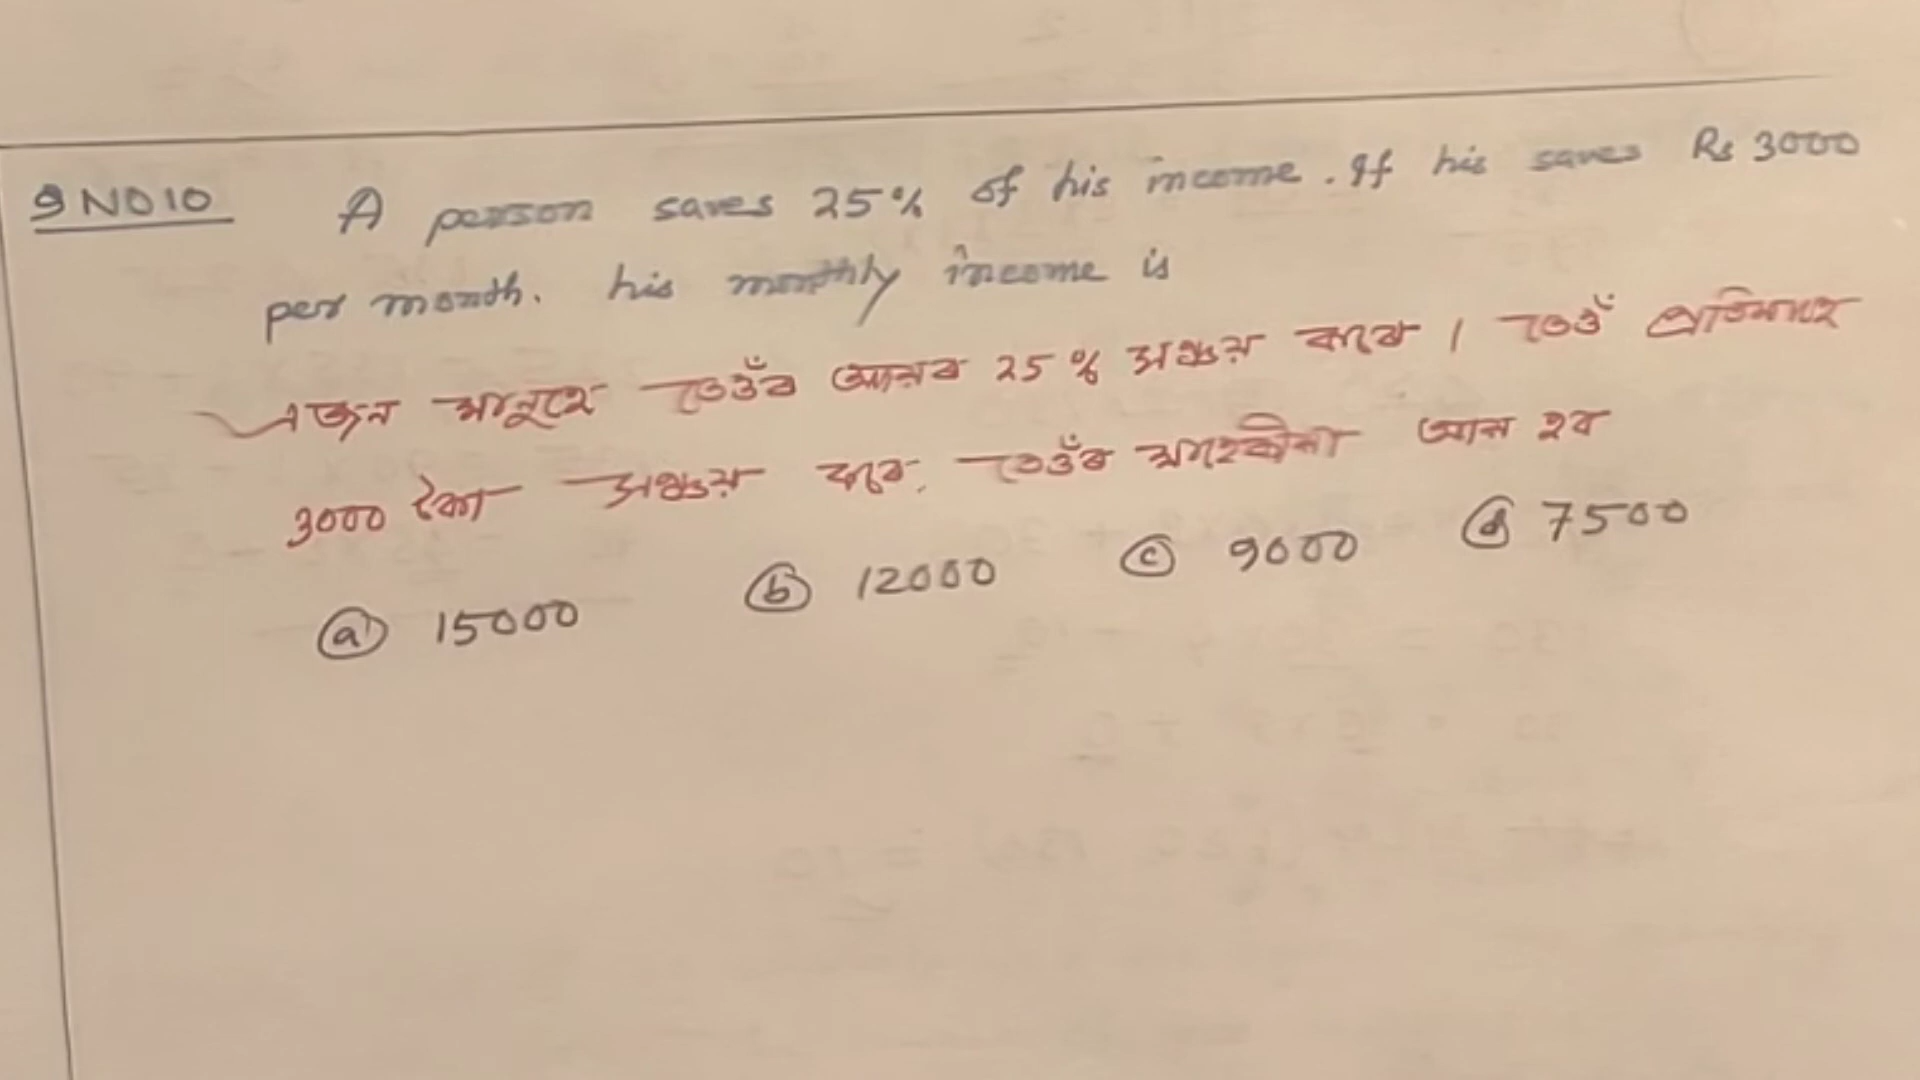 Q NO 10 A person saves 25% of his income. If his saves Rs 3000
per month. his monthly income is
এজন মানুহে তেওঁৰ আয়ৰ 25% সঞ্চয় কৰে। তেওঁ প্ৰতিমাহে
3000 টকা সঞ্চয় কৰে, তেওঁৰ মাহেকীয়া আয় হব
(a) 15000 (b) 12000 (c) 9000 (d) 7500